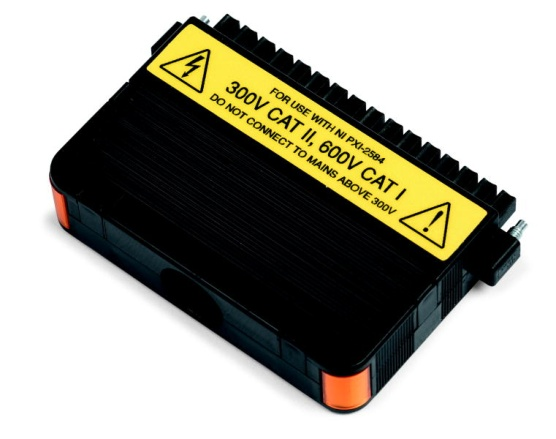 FOR USE WITH NI PXI-2584
300V CAT II, 600V CAT I
DO NOT CONNECT TO MAINS ABOVE 300V